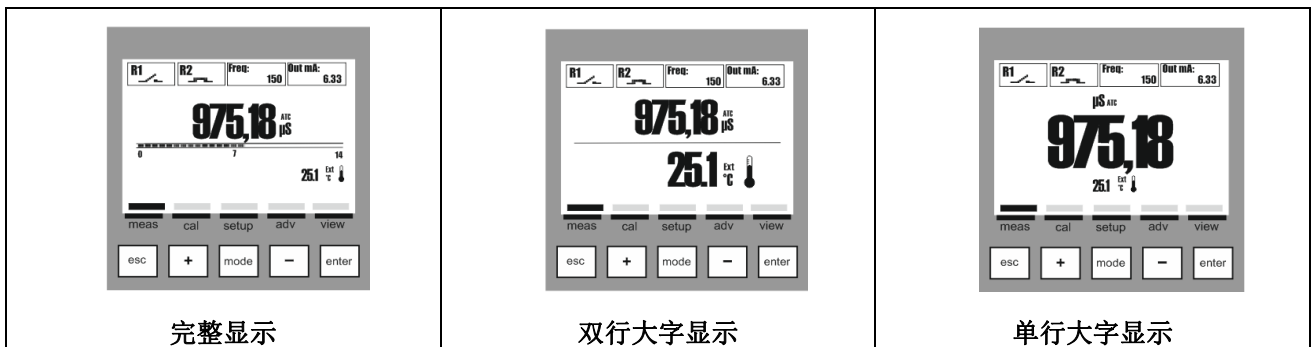 R1 R2 Freq: 150 Out mA: 6.33
975,18 ATC µS
0 7 14
25.1 Ext °C
meas cal setup adv view
esc + mode − enter
完整显示
R1 R2 Freq: 150 Out mA: 6.33
975,18 ATC µS
25.1 Ext °C
meas cal setup adv view
esc + mode − enter
双行大字显示
R1 R2 Freq: 150 Out mA: 6.33
µS ATC
975,18
25.1 Ext °C
meas cal setup adv view
esc + mode − enter
单行大字显示